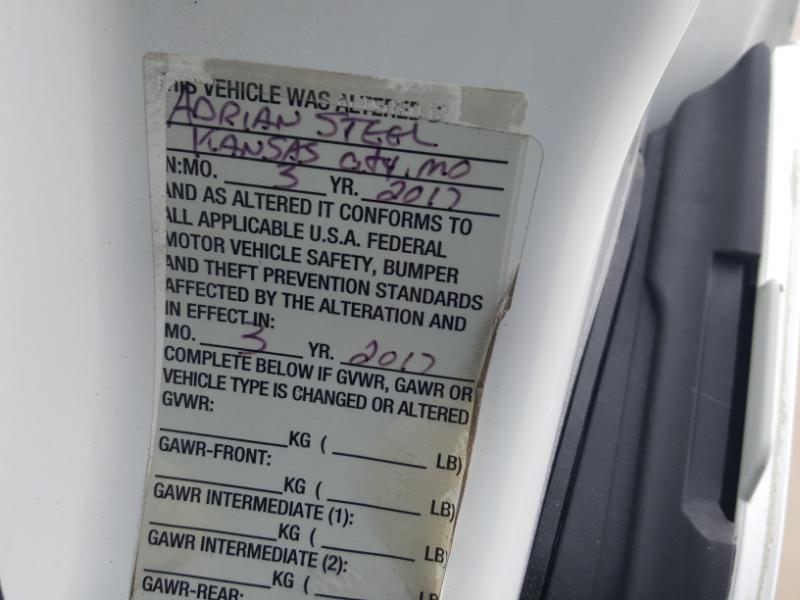 THIS VEHICLE WAS ALTERED BY
ADRIAN STEEL
KANSAS City, MO
N:MO. 3 YR. 2017
AND AS ALTERED IT CONFORMS TO
ALL APPLICABLE U.S.A. FEDERAL
MOTOR VEHICLE SAFETY, BUMPER
AND THEFT PREVENTION STANDARDS
AFFECTED BY THE ALTERATION AND
IN EFFECT IN:
MO. 3 YR. 2017
COMPLETE BELOW IF GVWR, GAWR OR
VEHICLE TYPE IS CHANGED OR ALTERED
GVWR:
KG ( LB)
GAWR-FRONT:
KG ( LB)
GAWR INTERMEDIATE (1):
KG ( LB)
GAWR INTERMEDIATE (2):
KG ( LB
GAWR-REAR: